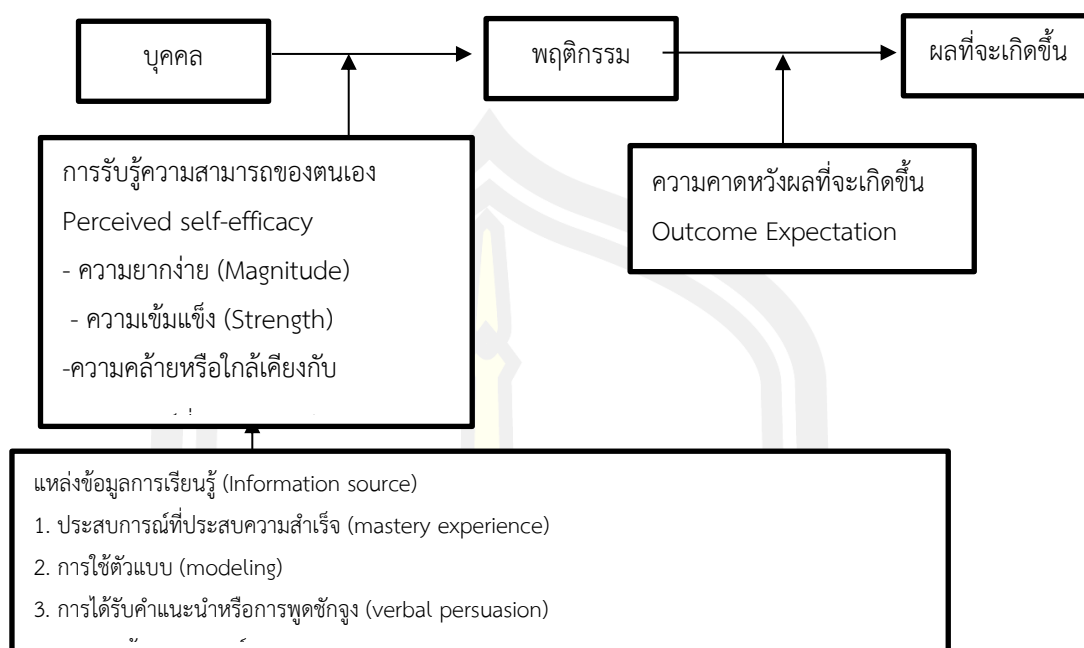 บุคคล
พฤติกรรม
ผลที่จะเกิดขึ้น
การรับรู้ความสามารถของตนเอง
Perceived self-efficacy
- ความยากง่าย (Magnitude)
- ความเข้มแข็ง (Strength)
-ความคล้ายหรือใกล้เคียงกับ
ความคาดหวังผลที่จะเกิดขึ้น
Outcome Expectation
แหล่งข้อมูลการเรียนรู้ (Information source)
1. ประสบการณ์ที่ประสบความสำเร็จ (mastery experience)
2. การใช้ตัวแบบ (modeling)
3. การได้รับคำแนะนำหรือการพูดชักจูง (verbal persuasion)